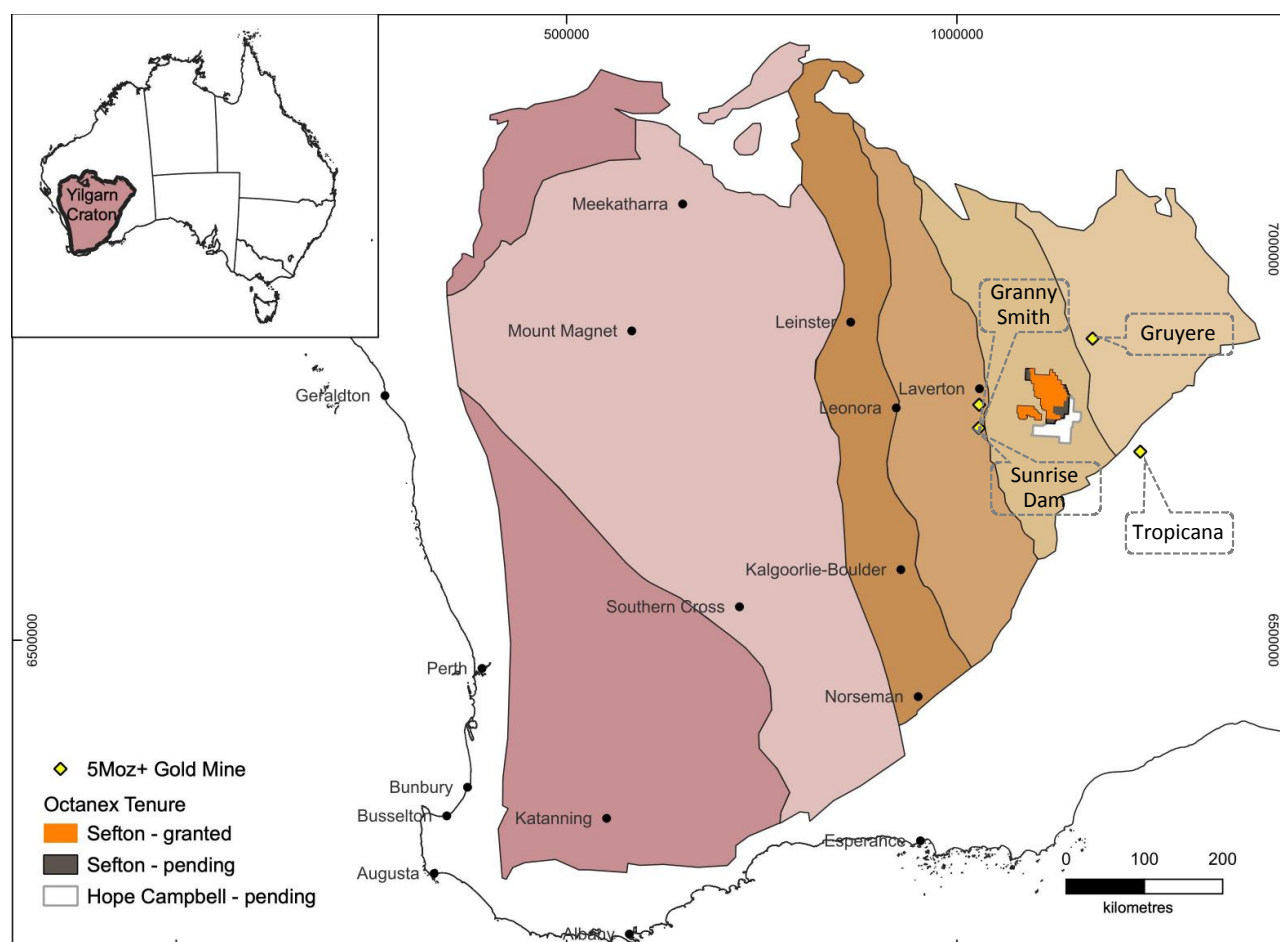 500000
1000000
Yilgarn
Craton
Meekatharra
7000000
Granny
Smith
Mount Magnet
Leinster
Gruyere
Geraldton
Laverton
Leonora
Sunrise
Dam
Tropicana
Kalgoorlie-Boulder
Southern Cross
6500000
6500000
Perth
Norseman
5Moz+ Gold Mine
Octanex Tenure
Sefton - granted
Sefton - pending
Hope Campbell - pending
Bunbury
Busselton
Katanning
Augusta
Esperance
Albany
0
100
200
kilometres